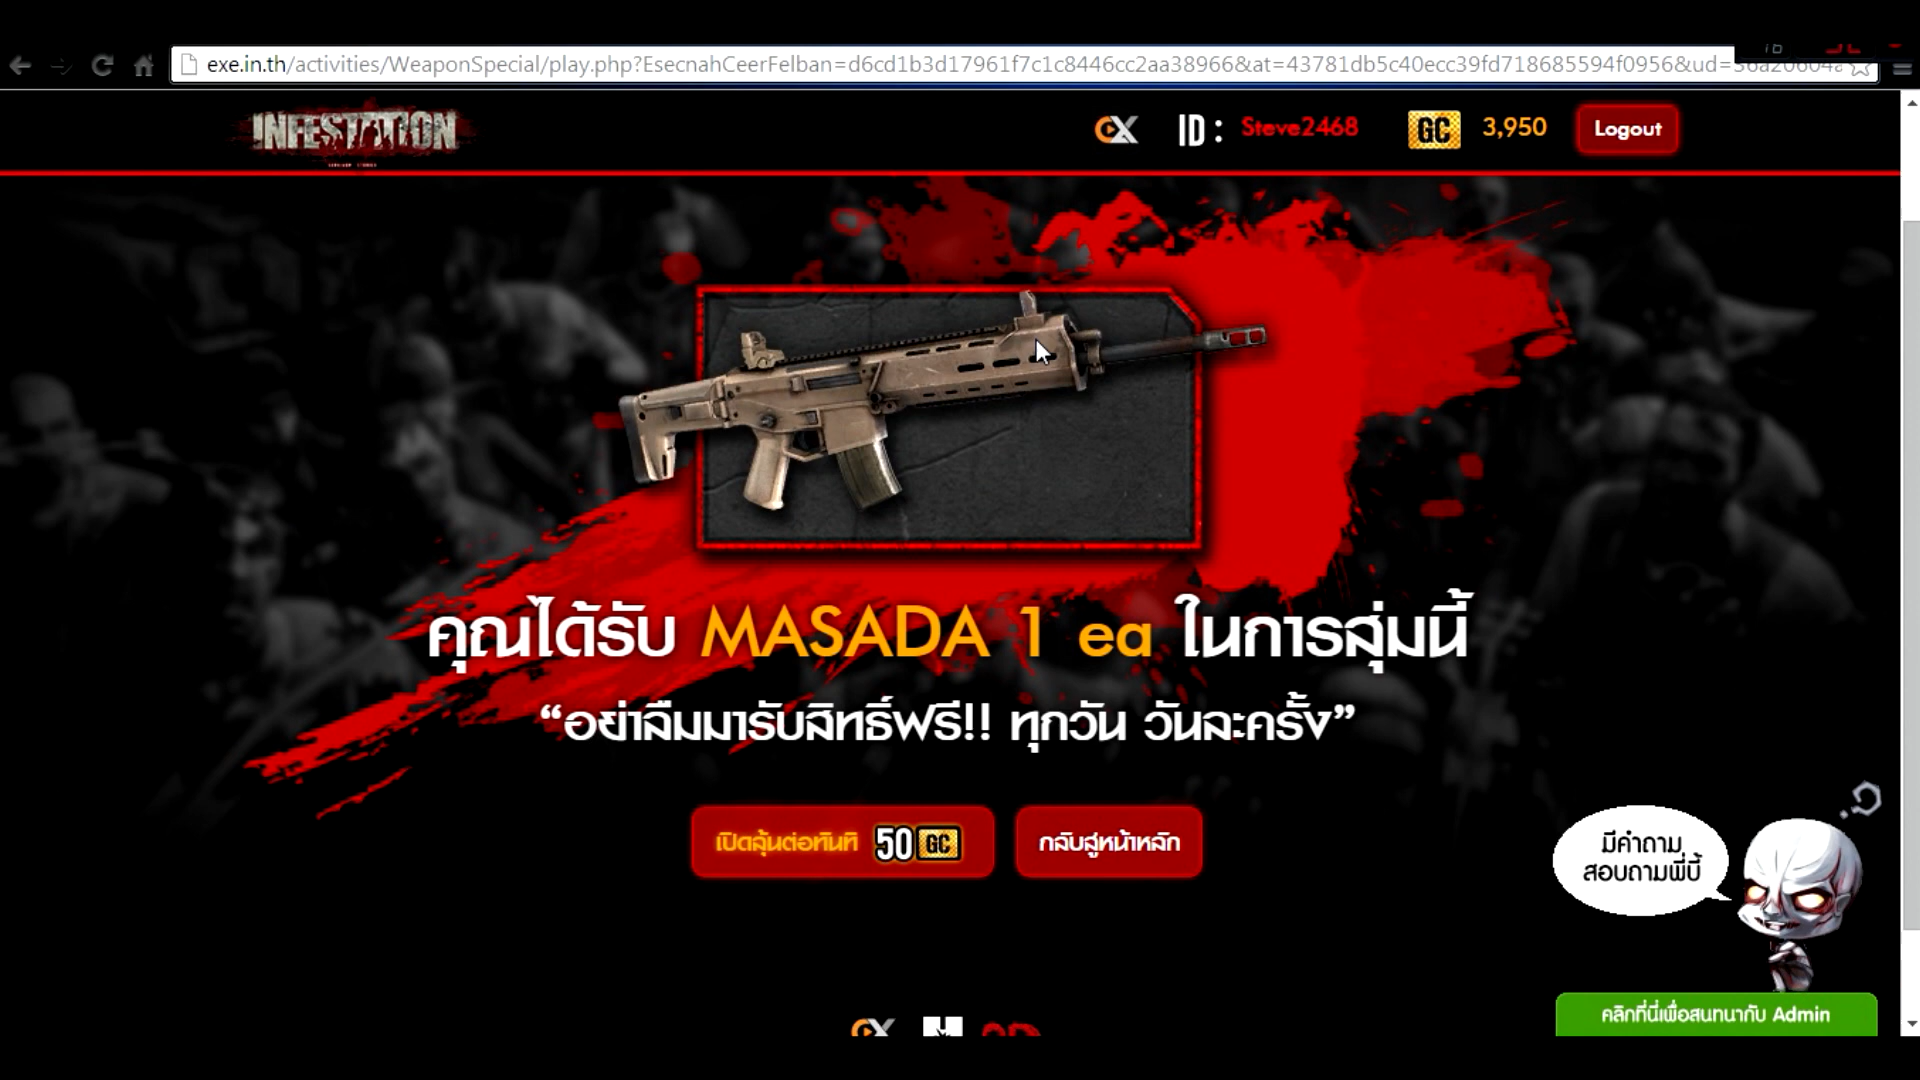 exe.in.th/activities/WeaponSpecial/play.php?EsecnahCeerFelban=d6cd1b3d17961f7c1c8446cc2aa38966&at=43781db5c40ecc39fd718685594f0956&ud=
INFESTATION
CX ID : Steve2468 GC 3,950 Logout
คุณได้รับ MASADA 1 ea ในการสุ่มนี้
“อย่าลืมมารับสิทธิ์ฟรี!! ทุกวัน วันละครั้ง”
เปิดลุ้นต่อทันที 50 GC กลับสู่หน้าหลัก
มีคำถาม
สอบถามพี่บี้
คลิกที่นี่เพื่อสนทนากับ Admin